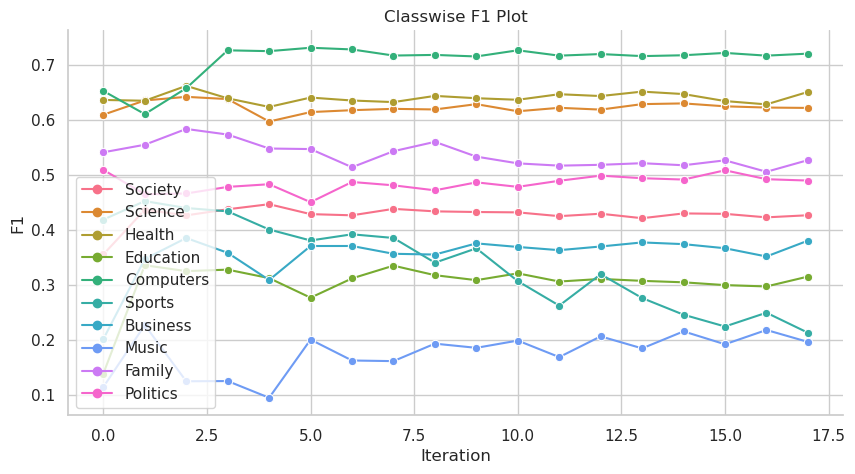 Classwise F1 Plot
F1
0.7
0.6
0.5
0.4
0.3
0.2
0.1
Society
Science
Health
Education
Computers
Sports
Business
Music
Family
Politics
0.0 2.5 5.0 7.5 10.0 12.5 15.0 17.5
Iteration